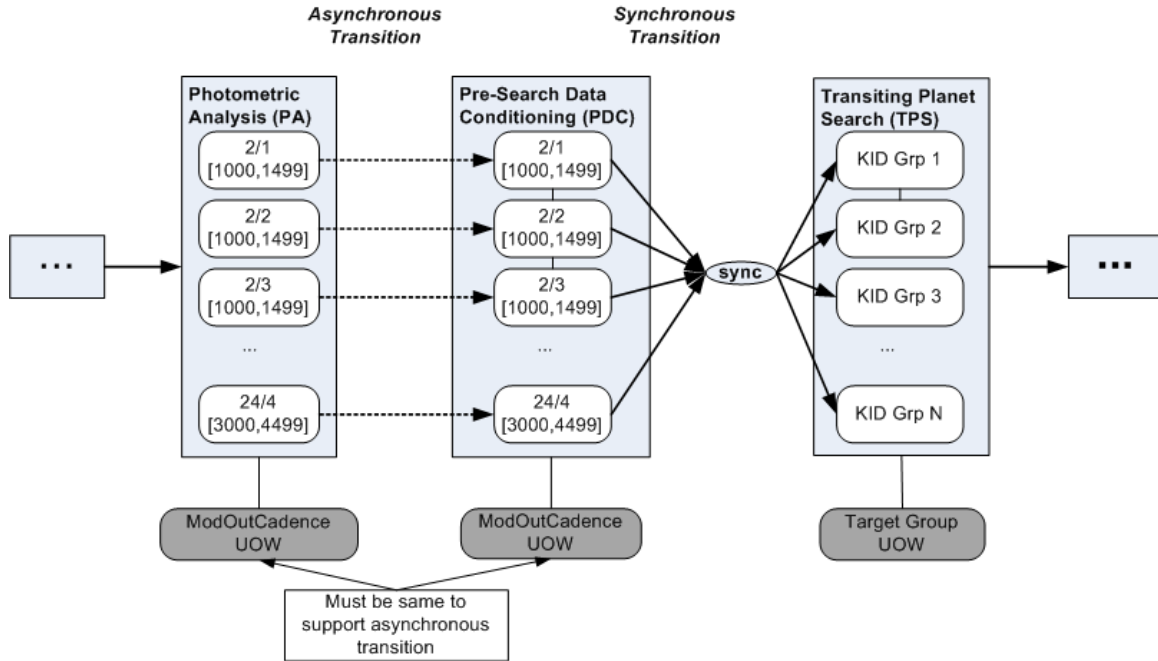 Asynchronous
Transition
Synchronous
Transition
Photometric
Analysis (PA)
2/1
[1000,1499]
2/2
[1000,1499]
2/3
[1000,1499]
...
24/4
[3000,4499]
Pre-Search Data
Conditioning (PDC)
2/1
[1000,1499]
2/2
[1000,1499]
2/3
[1000,1499]
...
24/4
[3000,4499]
Transiting Planet
Search (TPS)
KID Grp 1
KID Grp 2
KID Grp 3
...
KID Grp N
...
sync
...
ModOutCadence
UOW
ModOutCadence
UOW
Target Group
UOW
Must be same to
support asynchronous
transition